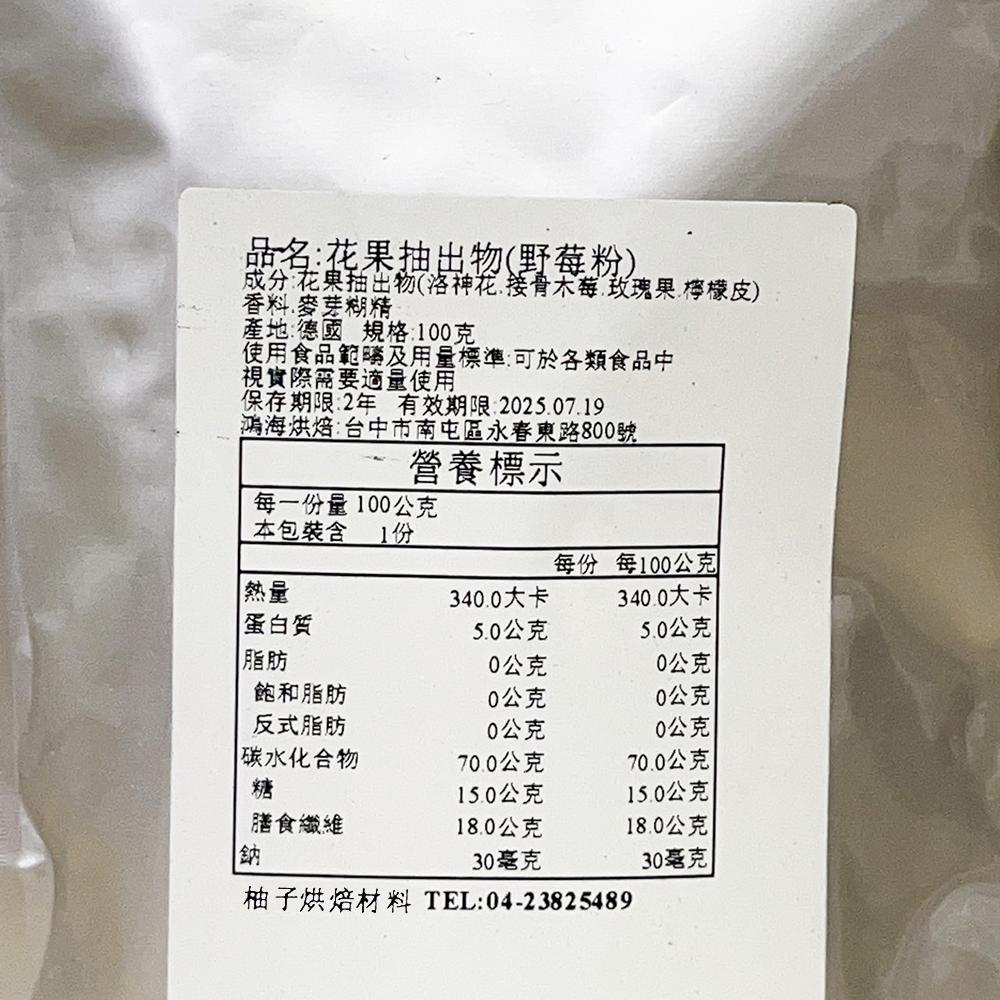 品名:花果抽出物(野莓粉)
成分:花果抽出物(洛神花.接骨木莓.玫瑰果.檸檬皮)
香料.麥芽糊精
產地:德國 規格:100克
使用食品範疇及用量標準:可於各類食品中
視實際需要適量使用
保存期限:2年 有效期限:2025.07.19
鴻海烘焙:台中市南屯區永春東路800號
營養標示
每一份量 100公克
本包裝含 1份
每份 每100公克
熱量 340.0大卡 340.0大卡
蛋白質 5.0公克 5.0公克
脂肪 0公克 0公克
飽和脂肪 0公克 0公克
反式脂肪 0公克 0公克
碳水化合物 70.0公克 70.0公克
糖 15.0公克 15.0公克
膳食纖維 18.0公克 18.0公克
鈉 30毫克 30毫克
柚子烘焙材料 TEL:04-23825489